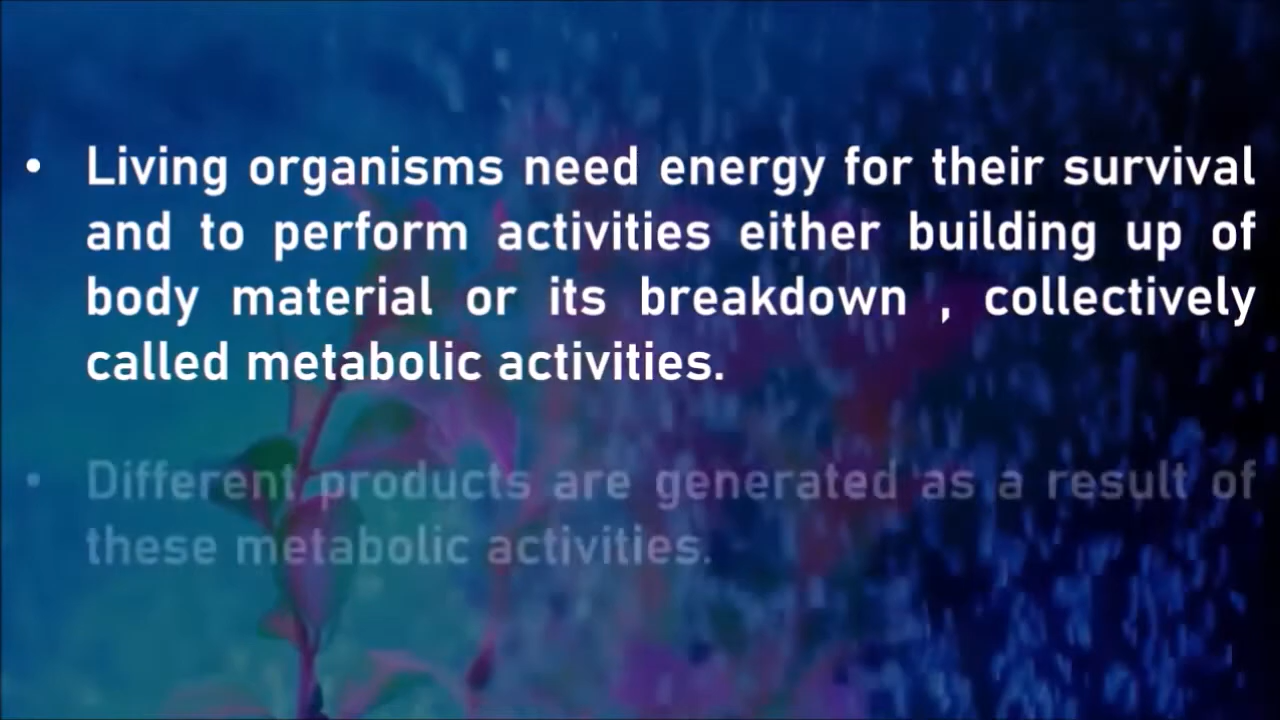 • Living organisms need energy for their survival
and to perform activities either building up of
body material or its breakdown , collectively
called metabolic activities.
• Different products are generated as a result of
these metabolic activities.